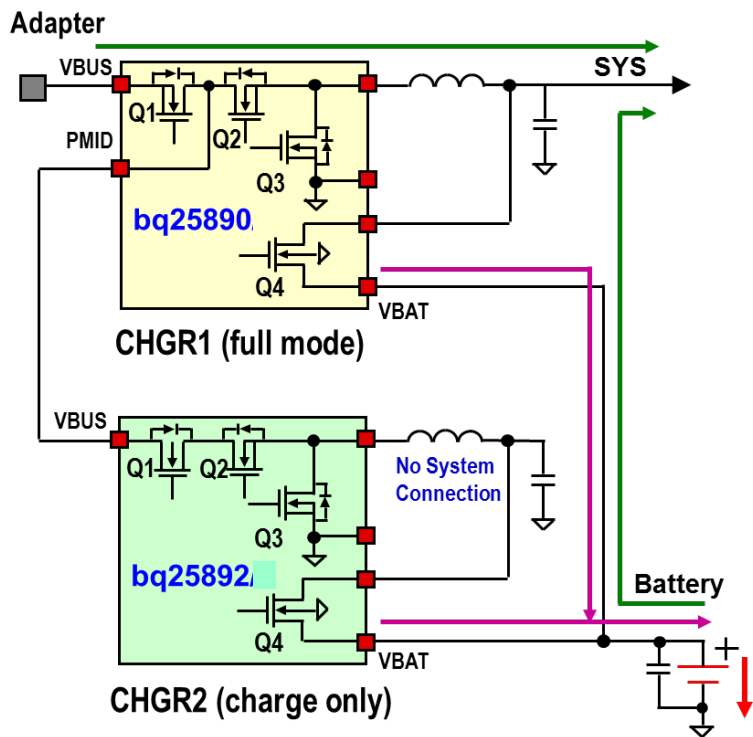 Adapter
VBUS
SYS
Q1
Q2
PMID
Q3
bq25890/
Q4
VBAT
CHGR1 (full mode)
VBUS
Q1
Q2
No System
Connection
Q3
bq25892/
Battery
Q4
VBAT
+
CHGR2 (charge only)